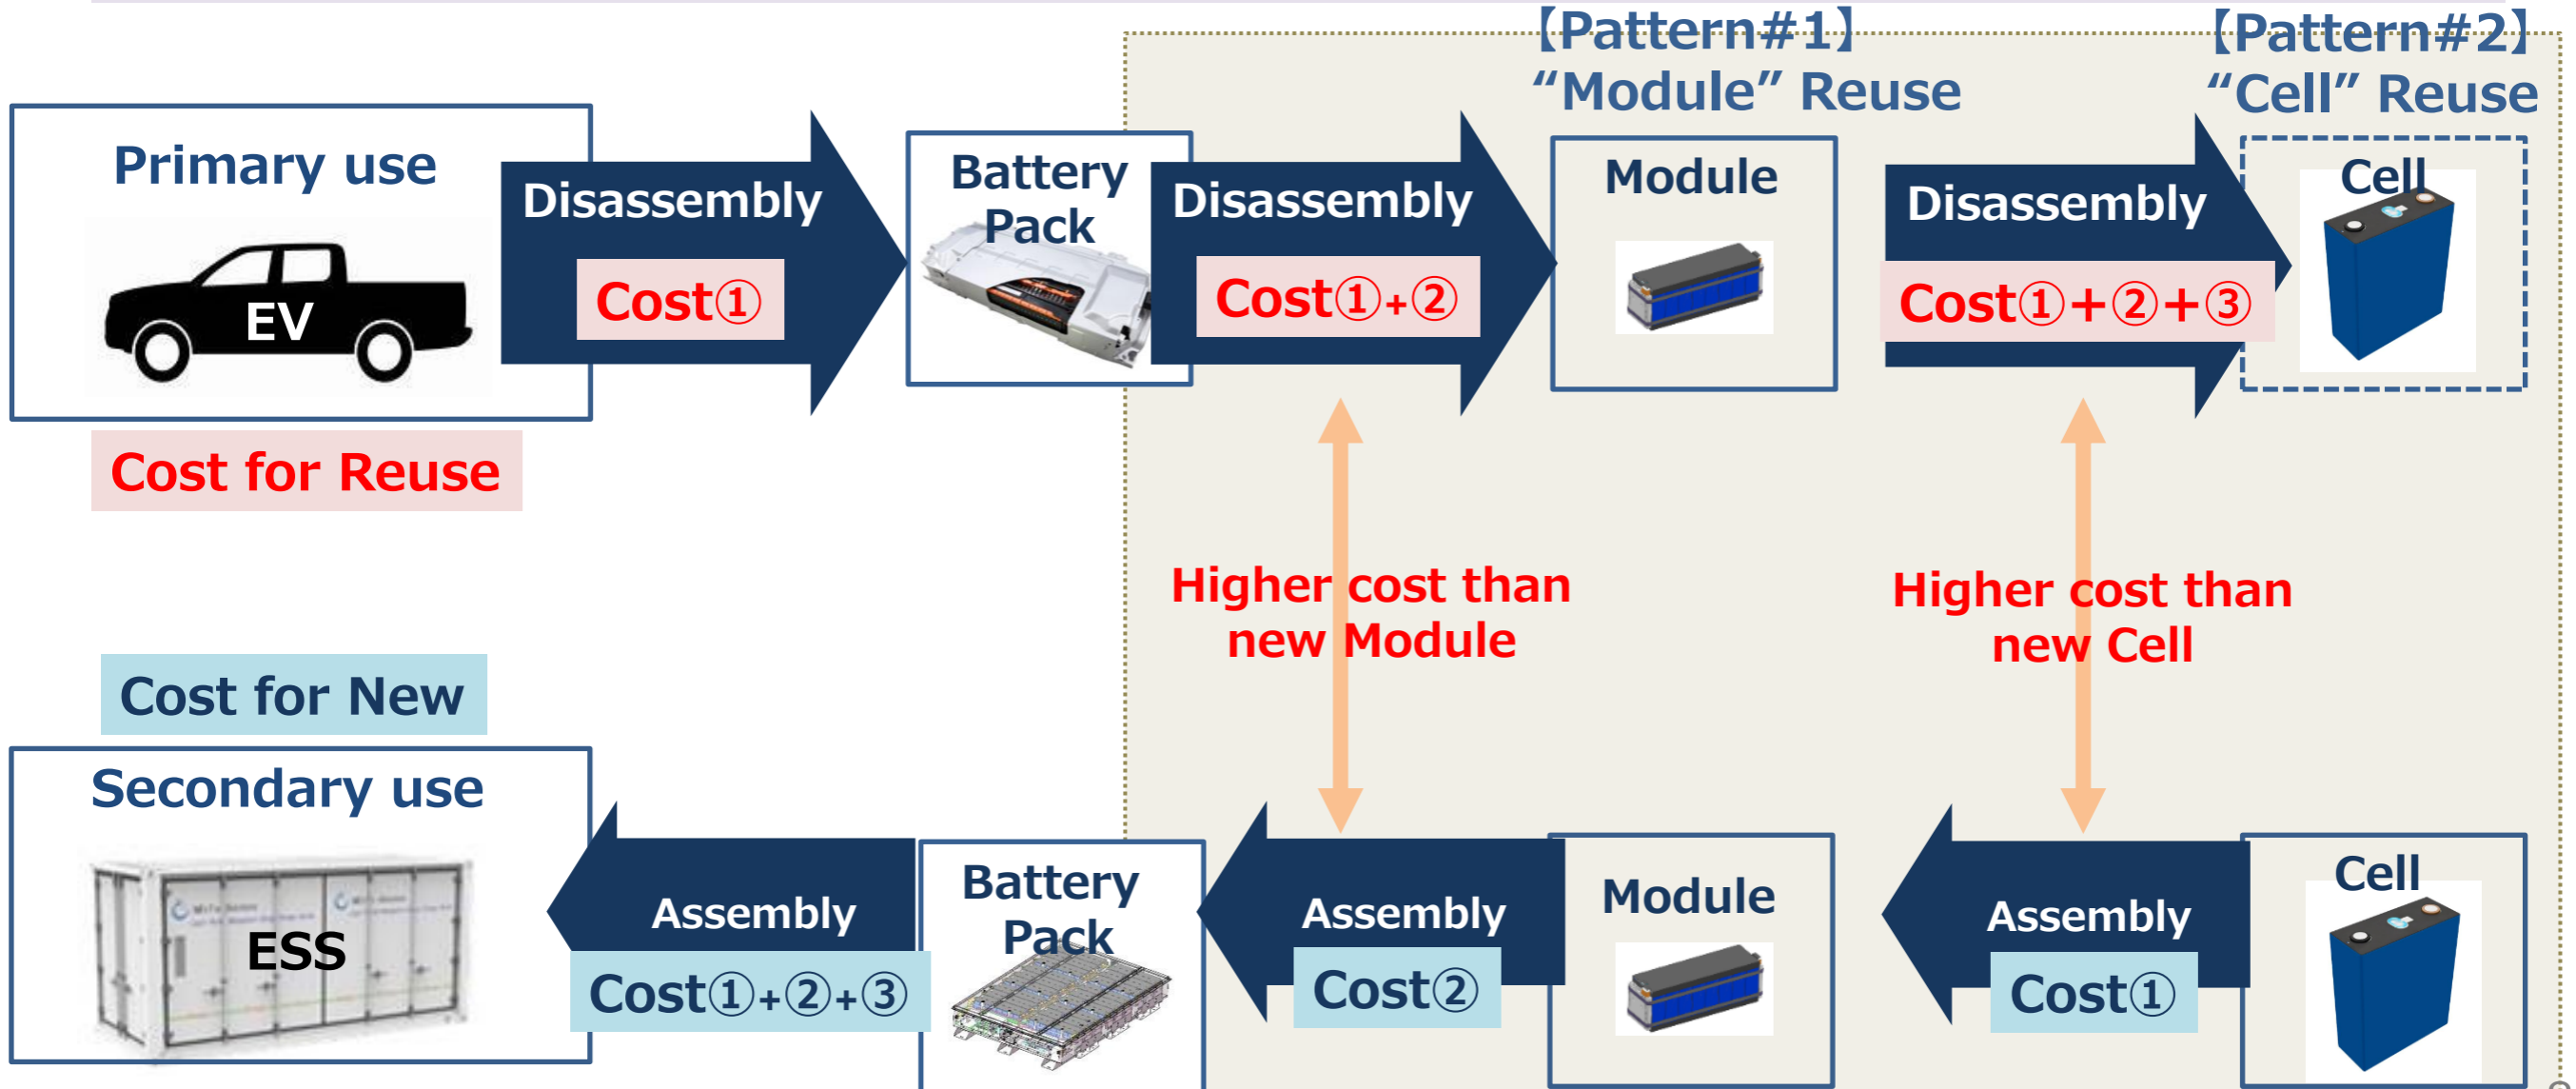 【Pattern#1】
“Module” Reuse
【Pattern#2】
“Cell” Reuse
Primary use
EV
Disassembly
Cost①
Battery
Pack
Disassembly
Cost①+②
Module
Disassembly
Cost①+②+③
Cell
Cost for Reuse
Higher cost than
new Module
Higher cost than
new Cell
Cost for New
Secondary use
ESS
Assembly
Cost①+②+③
Battery
Pack
Assembly
Cost②
Module
Assembly
Cost①
Cell